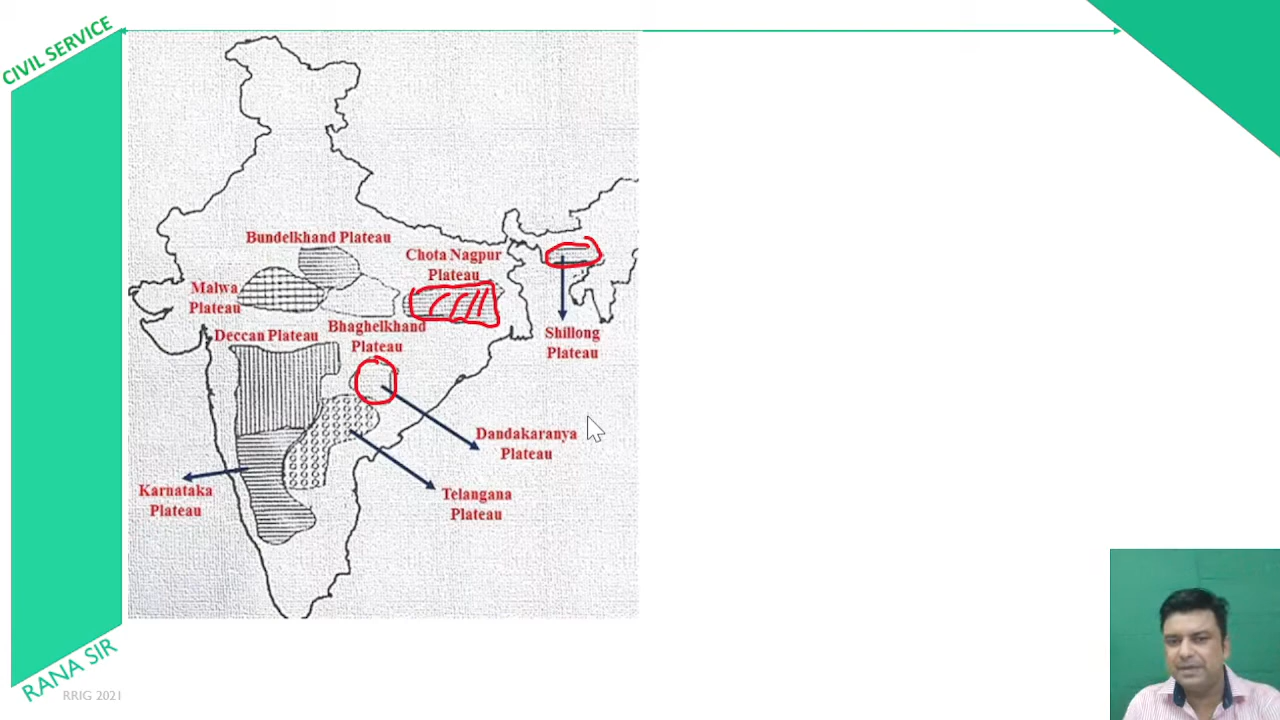 CIVIL SERVICE
Bundelkhand Plateau
Chota Nagpur
Plateau
Malwa
Plateau
Bhaghelkhand
Plateau
Deccan Plateau
Shillong
Plateau
Dandakaranya
Plateau
Karnataka
Plateau
Telangana
Plateau
RANA SIR
RRIG 2021